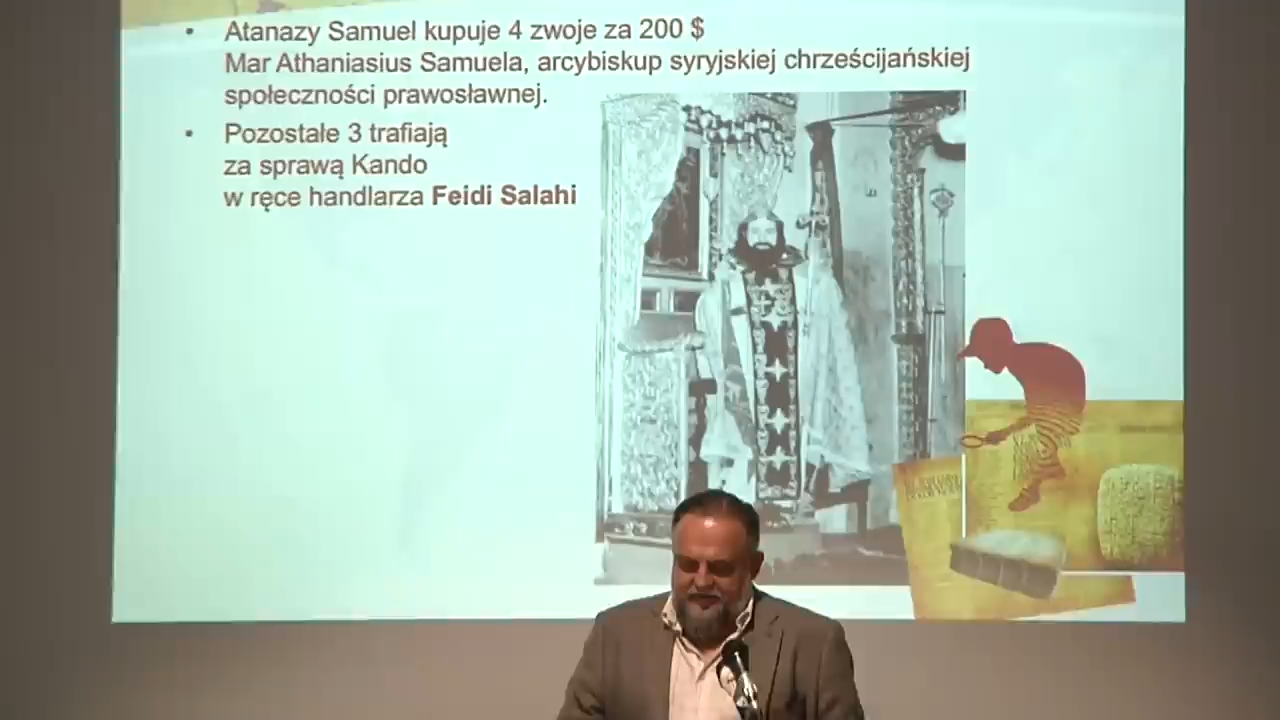 Atanazy Samuel kupuje 4 zwoje za 200 $
Mar Athaniasius Samuela, arcybiskup syryjskiej chrześcijańskiej
społeczności prawosławnej.
Pozostałe 3 trafiają
za sprawą Kando
w ręce handlarza Feidi Salahi